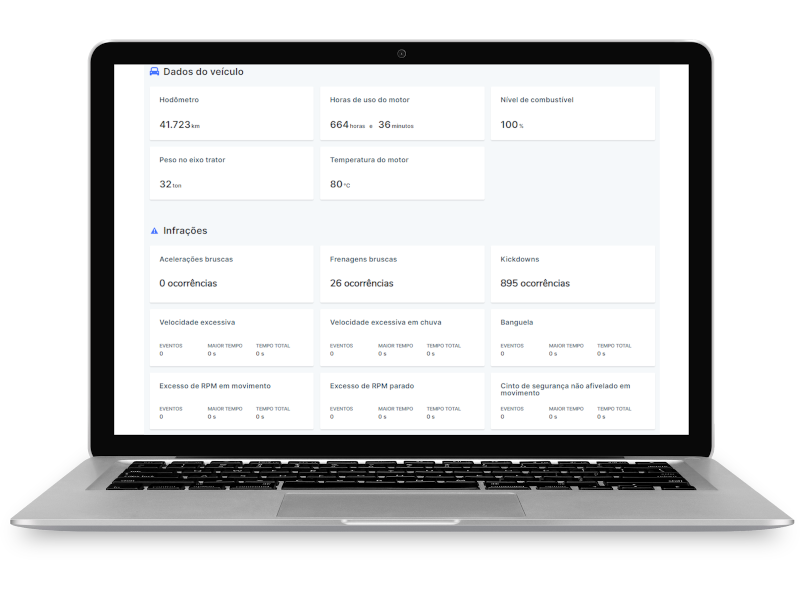 Dados do veículo
Hodômetro
Horas de uso do motor
Nível de combustível
41.723 km
664 horas e 36 minutos
100 %
Peso no eixo trator
Temperatura do motor
32 ton
80 °C
Infrações
Acelerações bruscas
Frenagens bruscas
Kickdowns
0 ocorrências
26 ocorrências
895 ocorrências
Velocidade excessiva
Velocidade excessiva em chuva
Banguela
EVENTOS MAIOR TEMPO TEMPO TOTAL
0 0 s 0 s
EVENTOS MAIOR TEMPO TEMPO TOTAL
0 0 s 0 s
EVENTOS MAIOR TEMPO TEMPO TOTAL
0 0 s 0 s
Excesso de RPM em movimento
Excesso de RPM parado
Cinto de segurança não afivelado em
movimento
EVENTOS MAIOR TEMPO TEMPO TOTAL
0 0 s 0 s
EVENTOS MAIOR TEMPO TEMPO TOTAL
0 0 s 0 s
EVENTOS MAIOR TEMPO TEMPO TOTAL
0 0 s 0 s